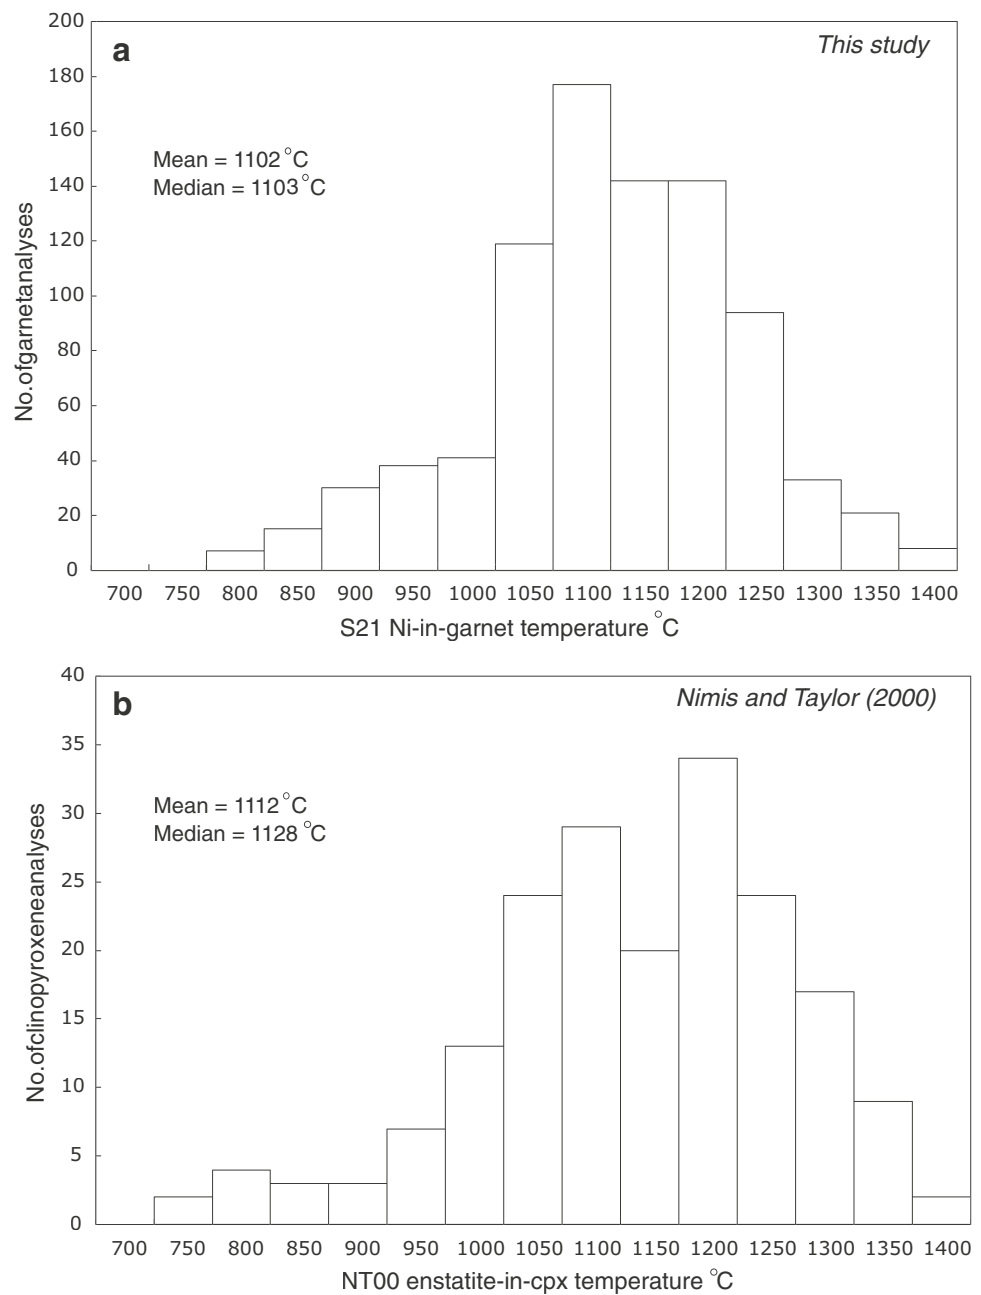 a
This study
Mean = 1102 °C
Median = 1103 °C
200
180
160
140
120
100
80
60
40
20
0
No.ofgarnetanalyses
700 750 800 850 900 950 1000 1050 1100 1150 1200 1250 1300 1350 1400
S21 Ni-in-garnet temperature °C
b
Nimis and Taylor (2000)
Mean = 1112 °C
Median = 1128 °C
40
35
30
25
20
15
10
5
0
No.ofclinopyroxeneanalyses
700 750 800 850 900 950 1000 1050 1100 1150 1200 1250 1300 1350 1400
NT00 enstatite-in-cpx temperature °C